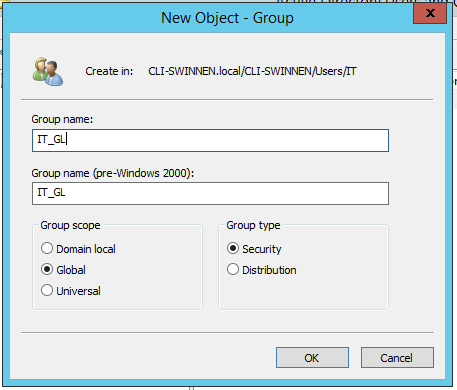 New Object - Group
x
Create in: CLI-SWINNEN.local/CLI-SWINNEN/Users/IT
Group name:
IT_GL
Group name (pre-Windows 2000):
IT_GL
Group scope
Domain local
Global
Universal
Group type
Security
Distribution
OK
Cancel